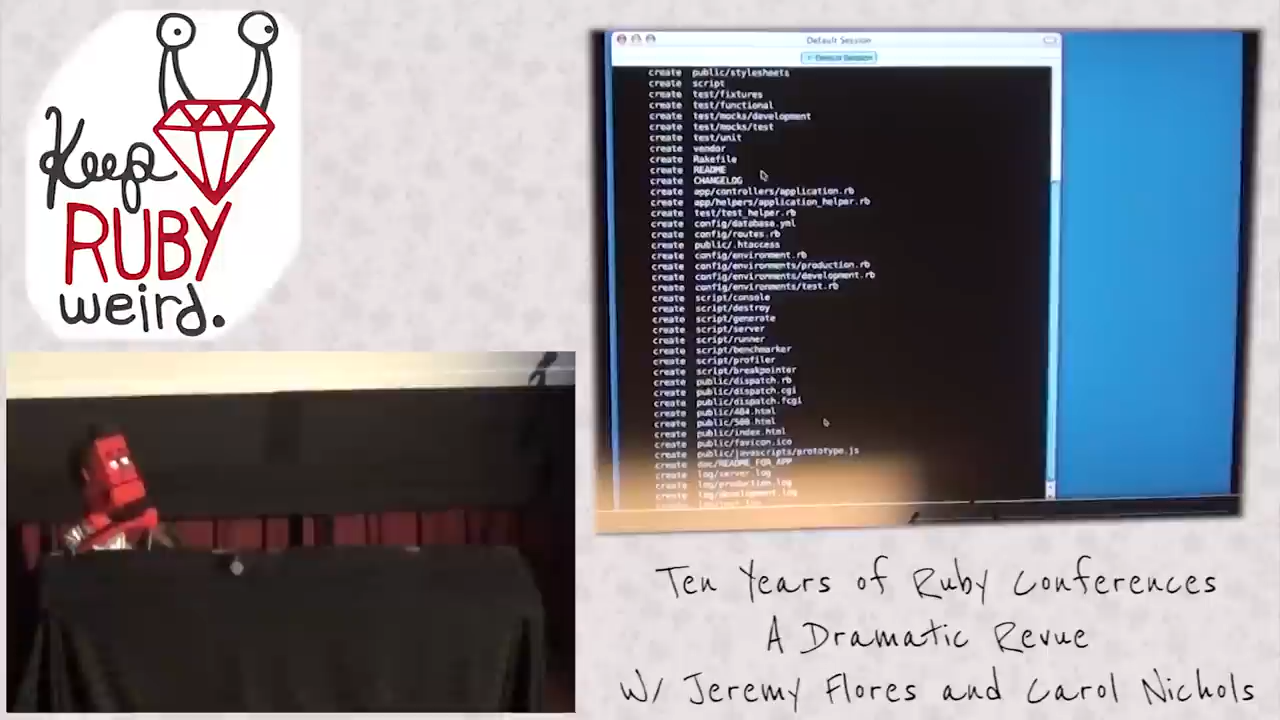 Keep
RUBY
weird.
Default Session
Default Session
create public/stylesheets
create script
create test/fixtures
create test/functional
create test/mocks/development
create test/mocks/test
create test/unit
create vendor
create Rakefile
create README
create CHANGELOG
create app/controllers/application.rb
create app/helpers/application_helper.rb
create test/test_helper.rb
create config/database.yml
create config/routes.rb
create public/.htaccess
create config/environment.rb
create config/environments/production.rb
create config/environments/development.rb
create config/environments/test.rb
create script/console
create script/destroy
create script/generate
create script/server
create script/runner
create script/benchmarker
create script/profiler
create script/breakpointer
create public/dispatch.rb
create public/dispatch.cgi
create public/dispatch.fcgi
create public/404.html
create public/500.html
create public/index.html
create public/favicon.ico
create public/javascripts/prototype.js
create doc/README_FOR_APP
create log/server.log
create log/production.log
create log/development.log
Ten Years of Ruby Conferences
A Dramatic Revue
W/ Jeremy Flores and Carol Nichols